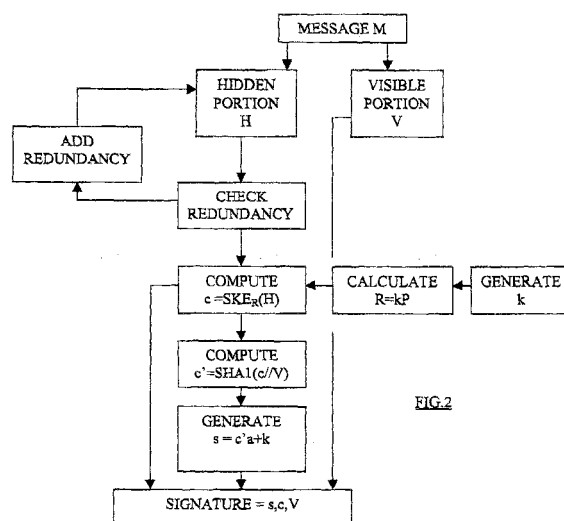 MESSAGE M
HIDDEN
PORTION
H
VISIBLE
PORTION
V
ADD
REDUNDANCY
CHECK
REDUNDANCY
COMPUTE
c =SKE_R(H)
CALCULATE
R=kP
GENERATE
k
COMPUTE
c'=SHA1(c//V)
GENERATE
s = c'a+k
FIG.2
SIGNATURE = s,c,V